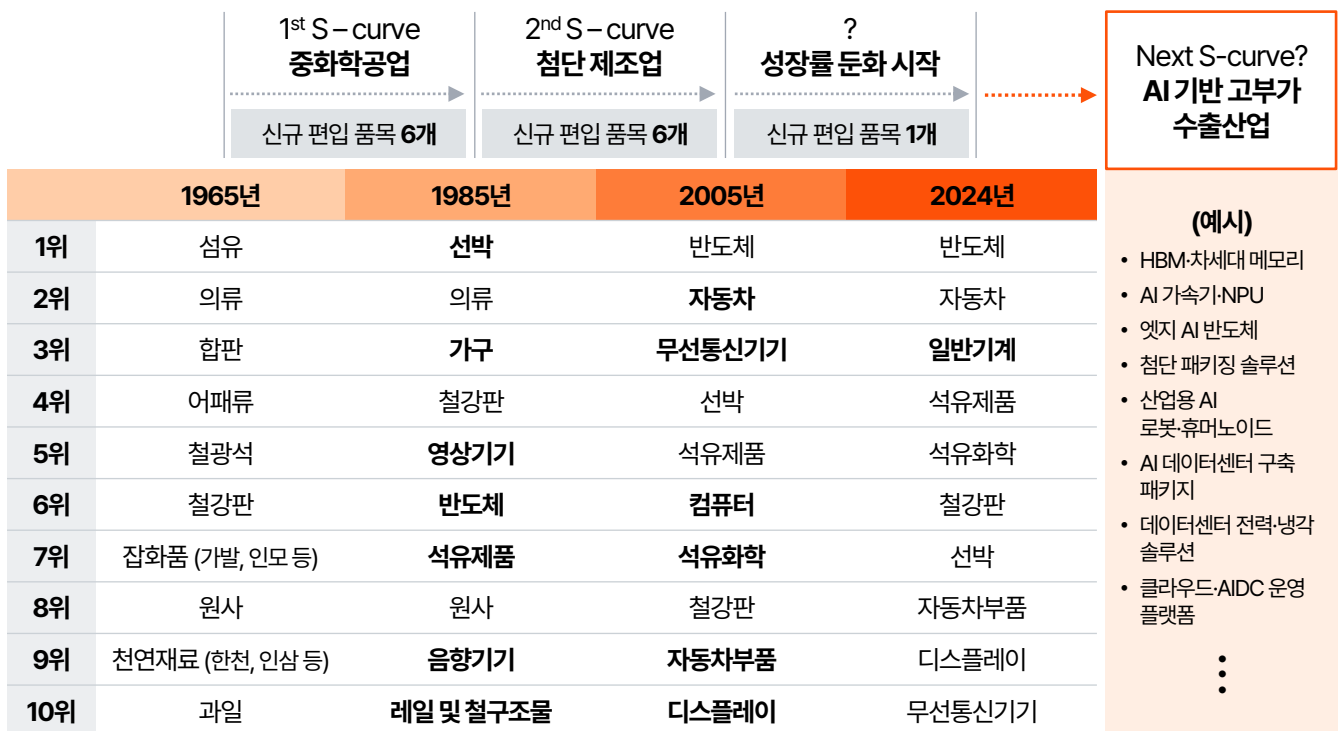 1st S – curve
중화학공업
신규 편입 품목 6개
2nd S – curve
첨단 제조업
신규 편입 품목 6개
?
성장률 둔화 시작
신규 편입 품목 1개
Next S-curve?
AI 기반 고부가
수출산업
1965년 1985년 2005년 2024년
1위 섬유 선박 반도체 반도체
2위 의류 의류 자동차 자동차
3위 합판 가구 무선통신기기 일반기계
4위 어패류 철강판 선박 석유제품
5위 철광석 영상기기 석유제품 석유화학
6위 철강판 반도체 컴퓨터 철강판
7위 잡화품 (가발, 인모 등) 석유제품 석유화학 선박
8위 원사 원사 철강판 자동차부품
9위 천연재료 (한천, 인삼 등) 음향기기 자동차부품 디스플레이
10위 과일 레일 및 철구조물 디스플레이 무선통신기기
(예시)
• HBM·차세대 메모리
• AI 가속기·NPU
• 엣지 AI 반도체
• 첨단 패키징 솔루션
• 산업용 AI
로봇·휴머노이드
• AI 데이터센터 구축
패키지
• 데이터센터 전력·냉각
솔루션
• 클라우드·AIDC 운영
플랫폼